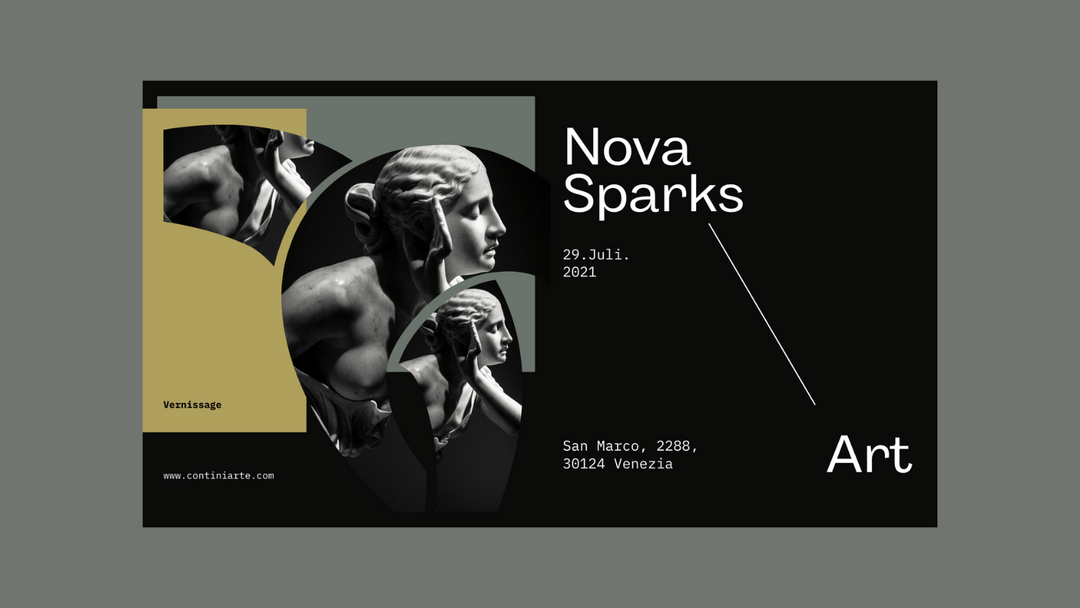 Nova
Sparks
29.Juli.
2021
San Marco, 2288,
30124 Venezia
Art
Vernissage
www.continiarte.com